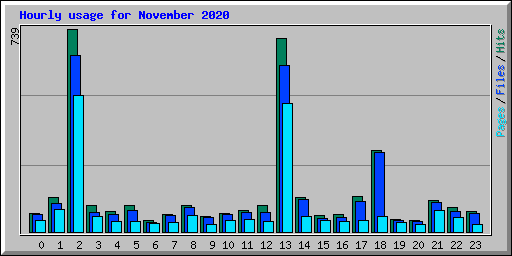 Hourly usage for November 2020
739
Pages / Files / Hits
0 1 2 3 4 5 6 7 8 9 10 11 12 13 14 15 16 17 18 19 20 21 22 23